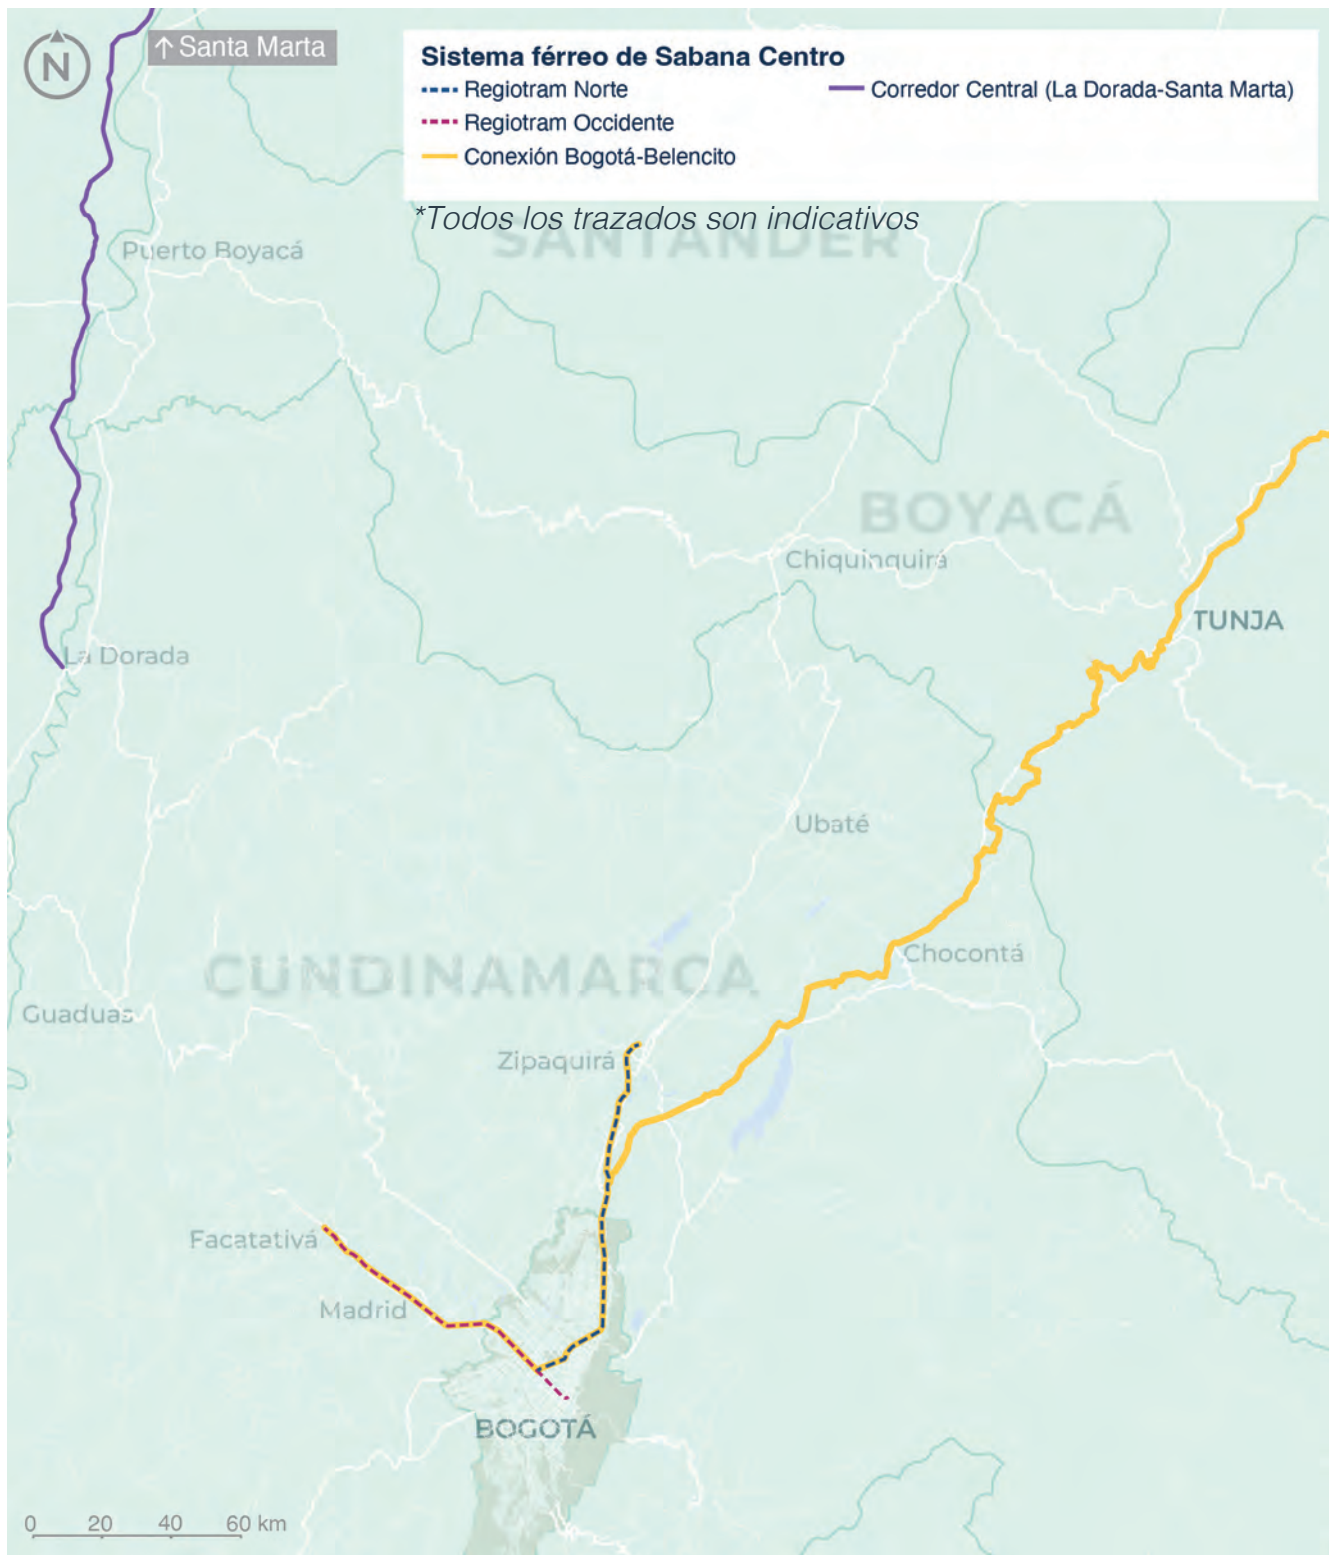 N
↑ Santa Marta
Sistema férreo de Sabana Centro
Regiotram Norte
Corredor Central (La Dorada-Santa Marta)
Regiotram Occidente
Conexión Bogotá-Belencito
*Todos los trazados son indicativos
SANTANDER
Puerto Boyacá
BOYACÁ
Chiquinquirá
TUNJA
La Dorada
Ubaté
Chocontá
CUNDINAMARCA
Guaduas
Zipaquirá
Facatativá
Madrid
BOGOTÁ
0 20 40 60 km